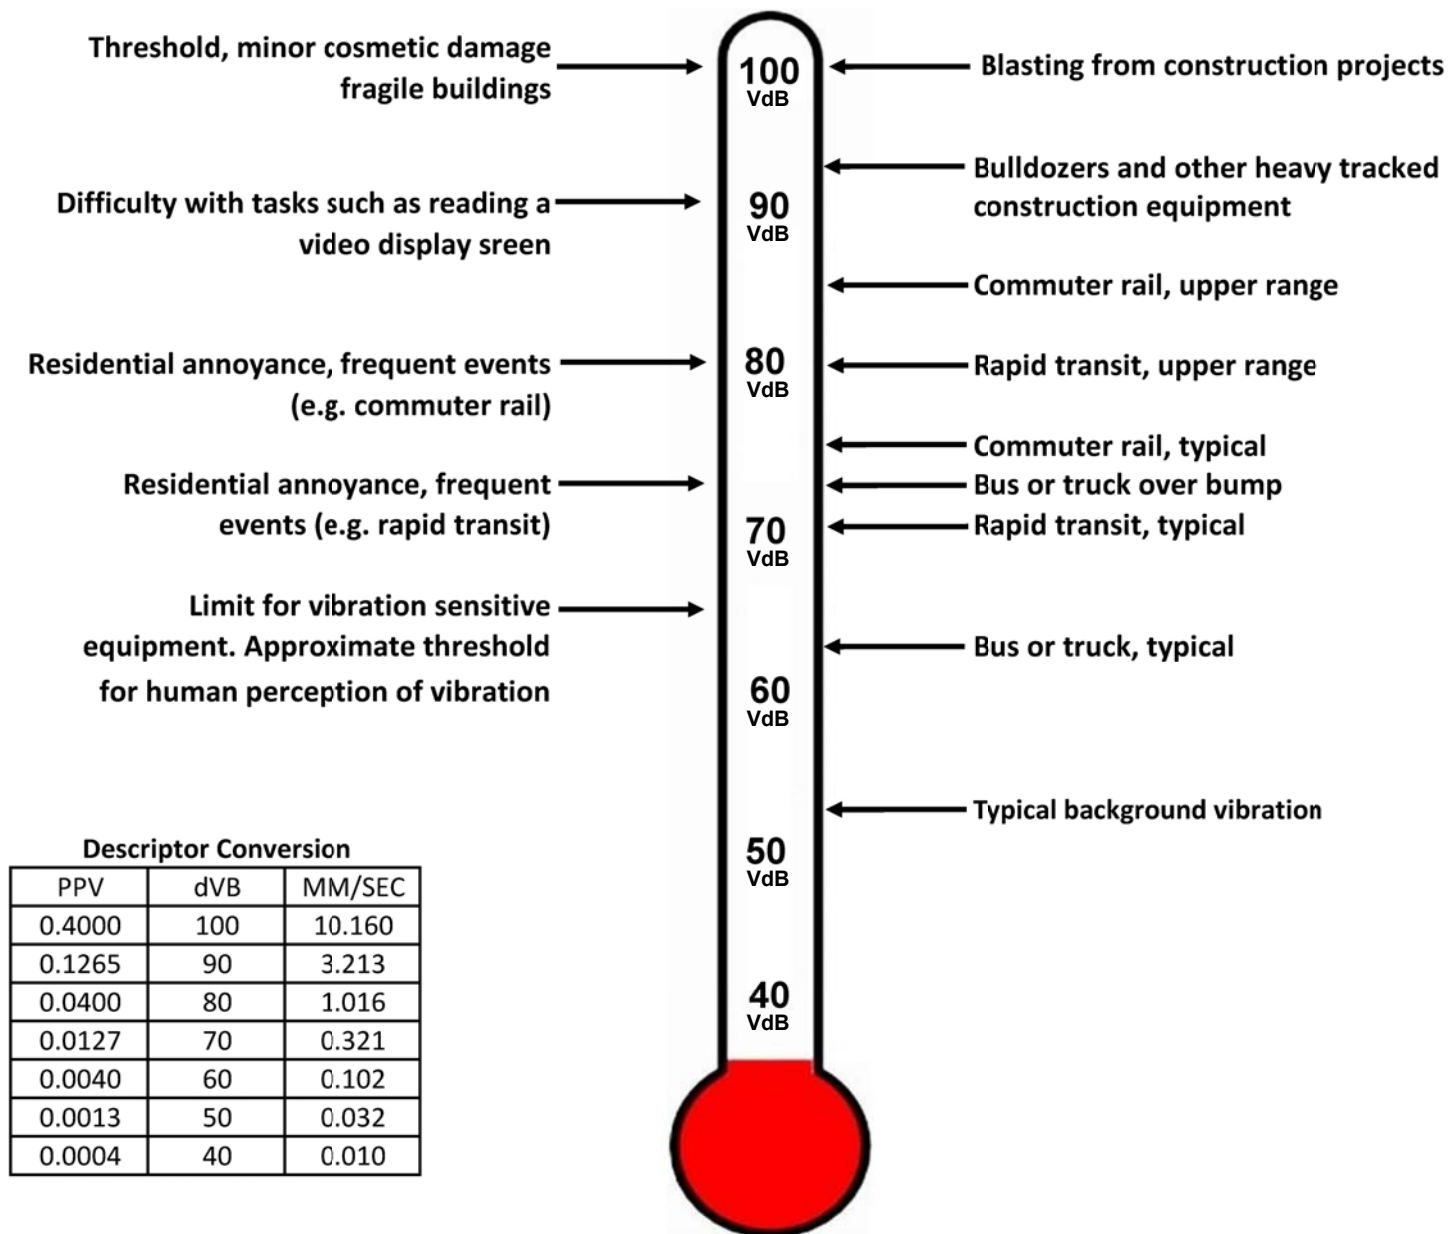 Threshold, minor cosmetic damage
fragile buildings
Difficulty with tasks such as reading a
video display sreen
Residential annoyance, frequent events
(e.g. commuter rail)
Residential annoyance, frequent
events (e.g. rapid transit)
Limit for vibration sensitive
equipment. Approximate threshold
for human perception of vibration
100
VdB
90
VdB
80
VdB
70
VdB
60
VdB
50
VdB
40
VdB
Blasting from construction projects
Bulldozers and other heavy tracked
construction equipment
Commuter rail, upper range
Rapid transit, upper range
Commuter rail, typical
Bus or truck over bump
Rapid transit, typical
Bus or truck, typical
Typical background vibration
Descriptor Conversion
PPV dVB MM/SEC
0.4000 100 10.160
0.1265 90 3.213
0.0400 80 1.016
0.0127 70 0.321
0.0040 60 0.102
0.0013 50 0.032
0.0004 40 0.010